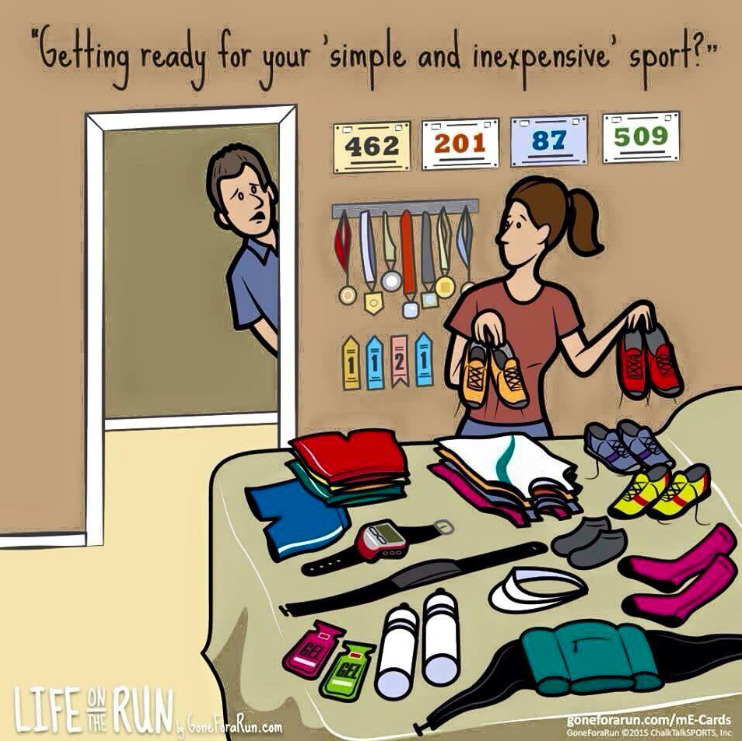 "Getting ready for your 'simple and inexpensive' sport?"
462 201 87 509
1 1 2 1
GEL GEL
LIFE ON THE RUN by GoneForaRun.com
goneforarun.com/mE-Cards
GoneForaRun ©2015 ChalkTalkSPORTS, Inc